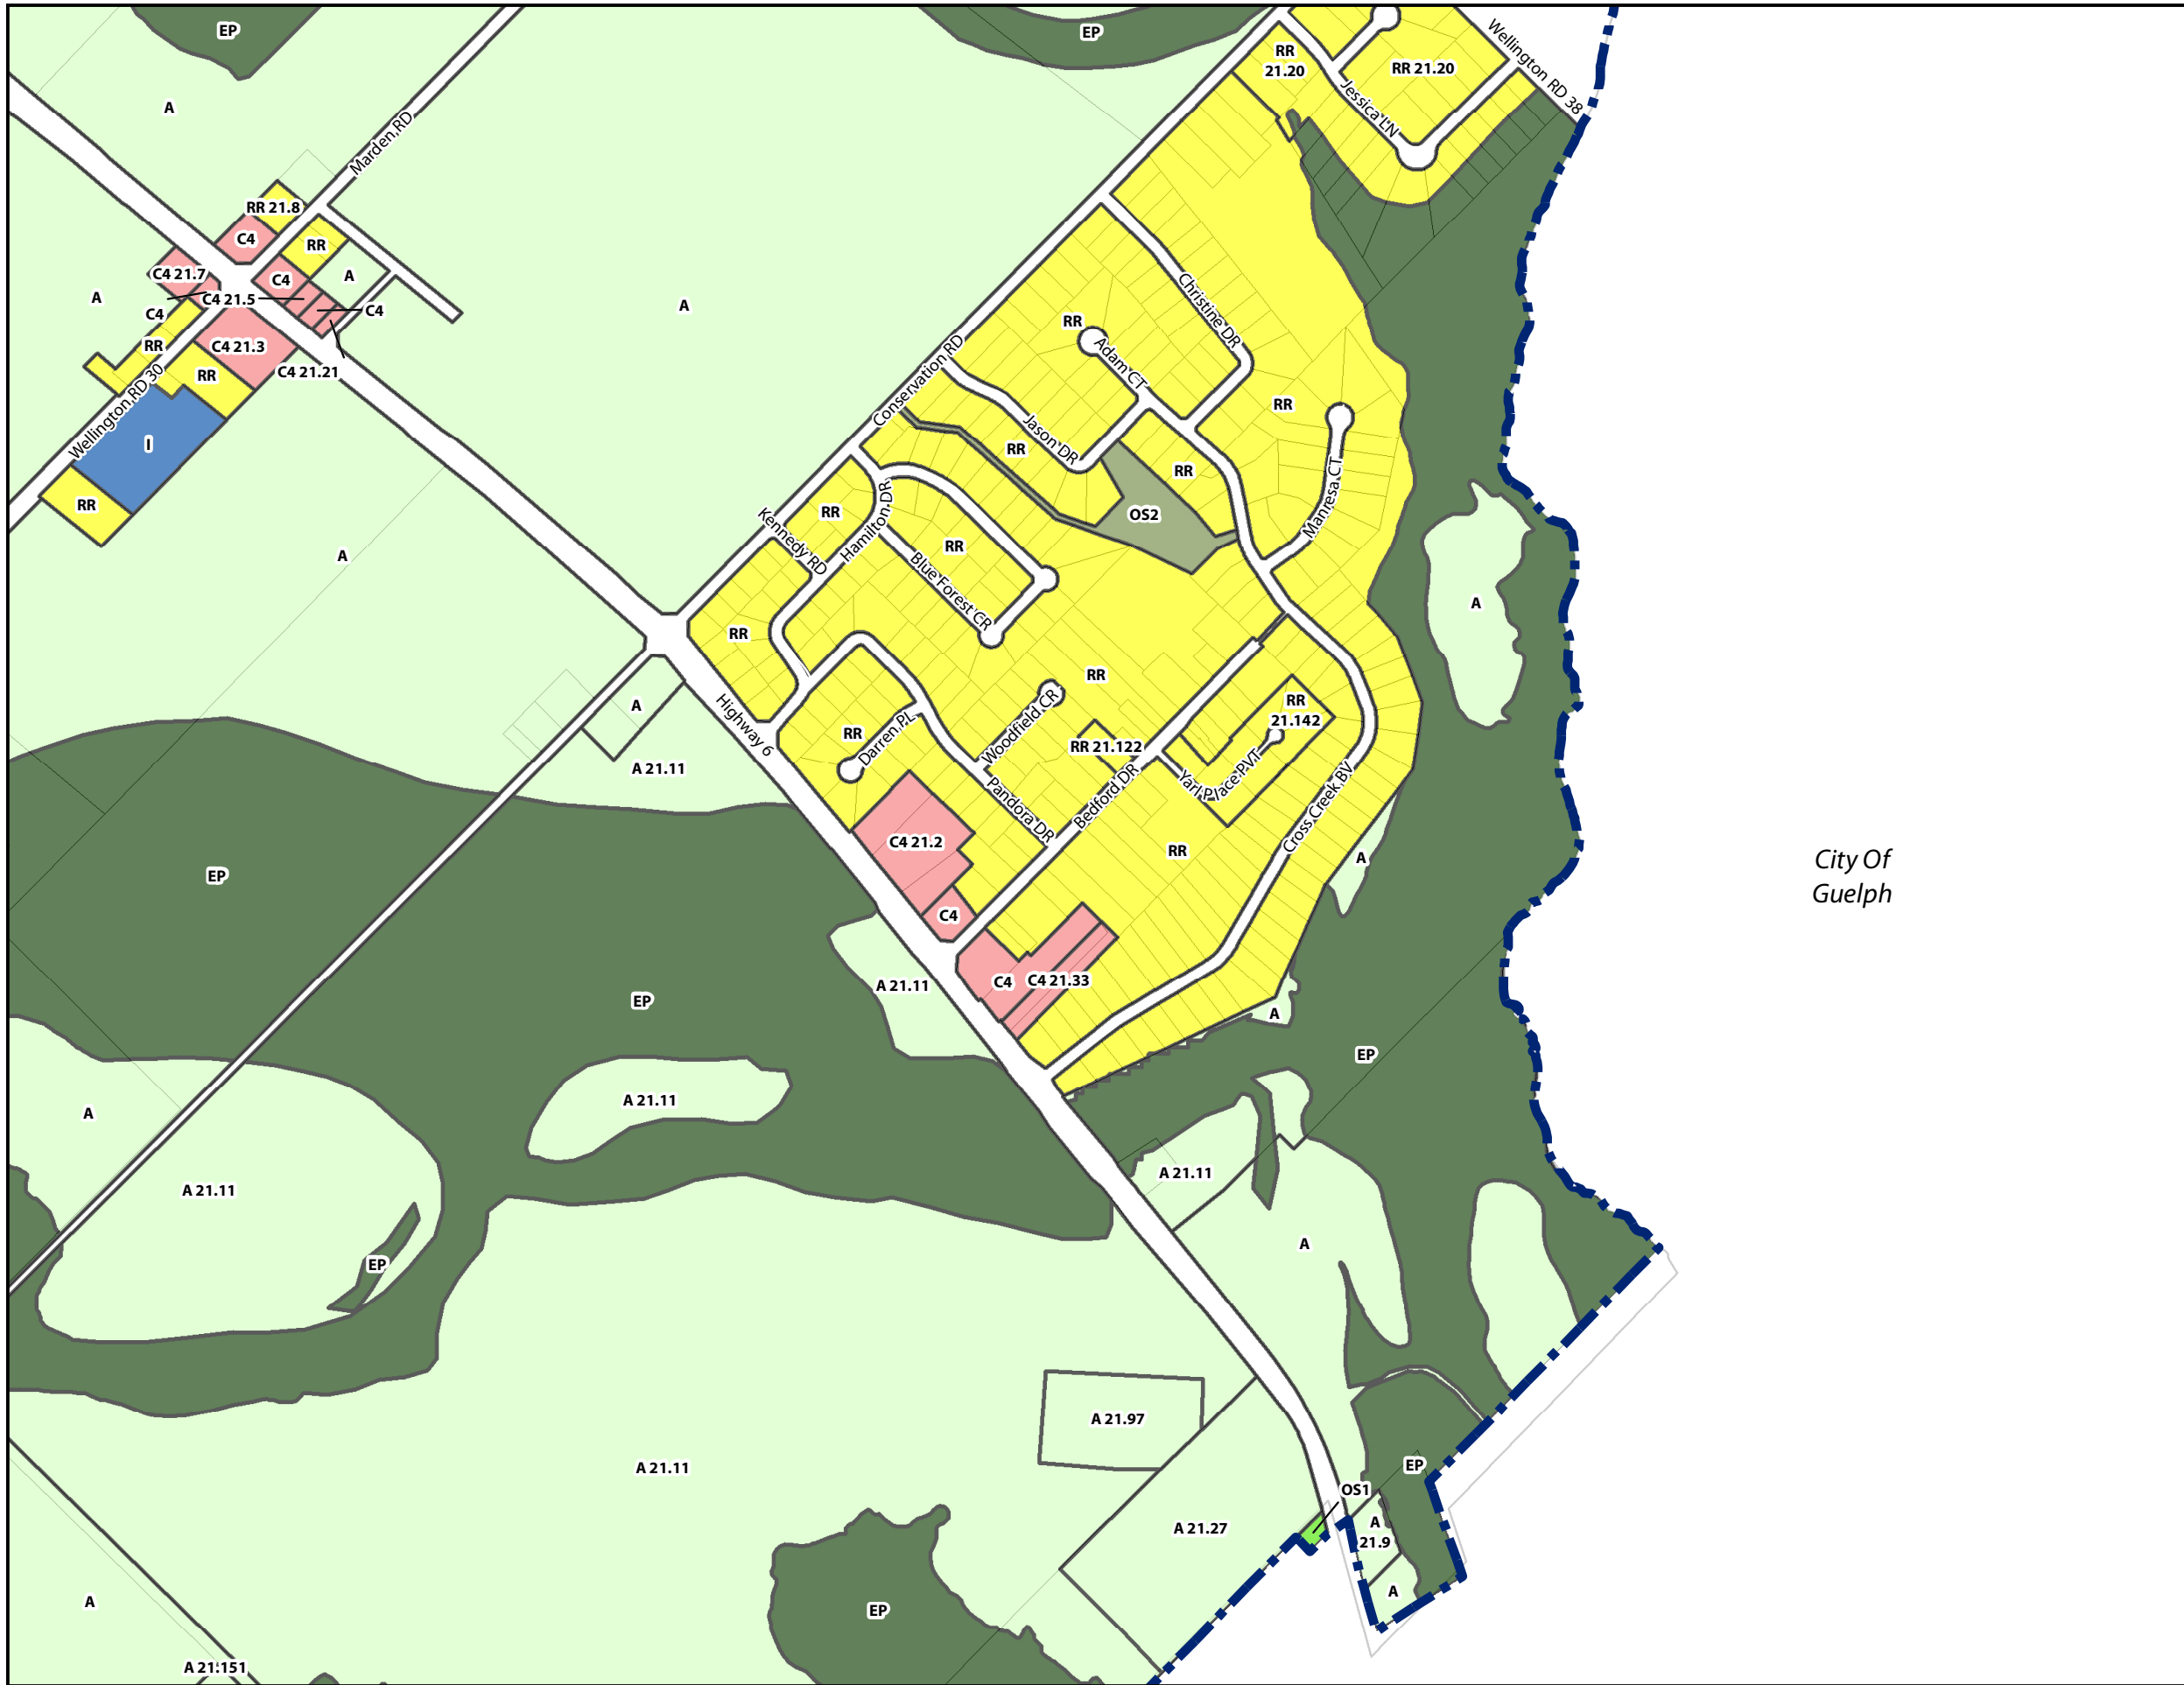 EP
EP
Wellington RD 38
RR
21.20
RR 21.20
A
Jessica LN
Marden RD
RR 21.8
C4
RR
C4 21.7
C4
A
A
C4 21.5
A
C4
C4
Christine DR
RR
RR
C4 21.3
Adam CT
C4 21.21
RR
Conservation RD
RR
Wellington RD 30
I
Jason DR
RR
RR
Manresa CT
RR
Hamilton DR
RR
OS2
Kennedy RD
RR
A
Blue Forest CR
A
RR
RR
A
RR
21.142
Woodfield CR
Highway 6
RR
Darren PL
RR 21.122
A 21.11
Yarl Place PVT
Bedford DR
Pandora DR
Cross Creek BV
C4 21.2
RR
A
City Of
Guelph
EP
C4
C4
C4 21.33
A 21.11
EP
A
EP
A 21.11
A
A 21.11
A 21.11
A
EP
A 21.97
A 21.11
EP
OS1
A 21.27
A
21.9
A
A
EP
A 21.151